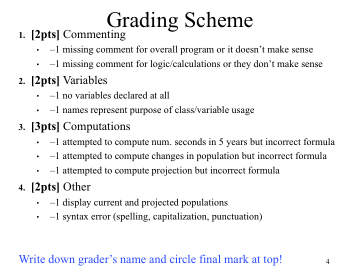 Grading Scheme
1. [2pts] Commenting
• –1 missing comment for overall program or it doesn't make sense
• –1 missing comment for logic/calculations or they don't make sense
2. [2pts] Variables
• –1 no variables declared at all
• –1 names represent purpose of class/variable usage
3. [3pts] Computations
• –1 attempted to compute num. seconds in 5 years but incorrect formula
• –1 attempted to compute changes in population but incorrect formula
• –1 attempted to compute projection but incorrect formula
4. [2pts] Other
• –1 display current and projected populations
• –1 syntax error (spelling, capitalization, punctuation)
Write down grader's name and circle final mark at top!
4